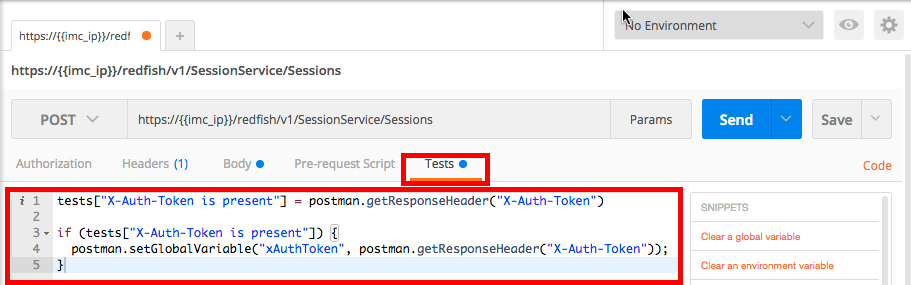 https://{{imc_ip}}/redf
+
No Environment
https://{{imc_ip}}/redfish/v1/SessionService/Sessions
POST
https://{{imc_ip}}/redfish/v1/SessionService/Sessions
Params
Send
Save
Authorization
Headers (1)
Body
Pre-request Script
Tests
Code
i 1 tests["X-Auth-Token is present"] = postman.getResponseHeader("X-Auth-Token")
2
3 if (tests["X-Auth-Token is present"]) {
4 postman.setGlobalVariable("xAuthToken", postman.getResponseHeader("X-Auth-Token"));
5 }
SNIPPETS
Clear a global variable
Clear an environment variable